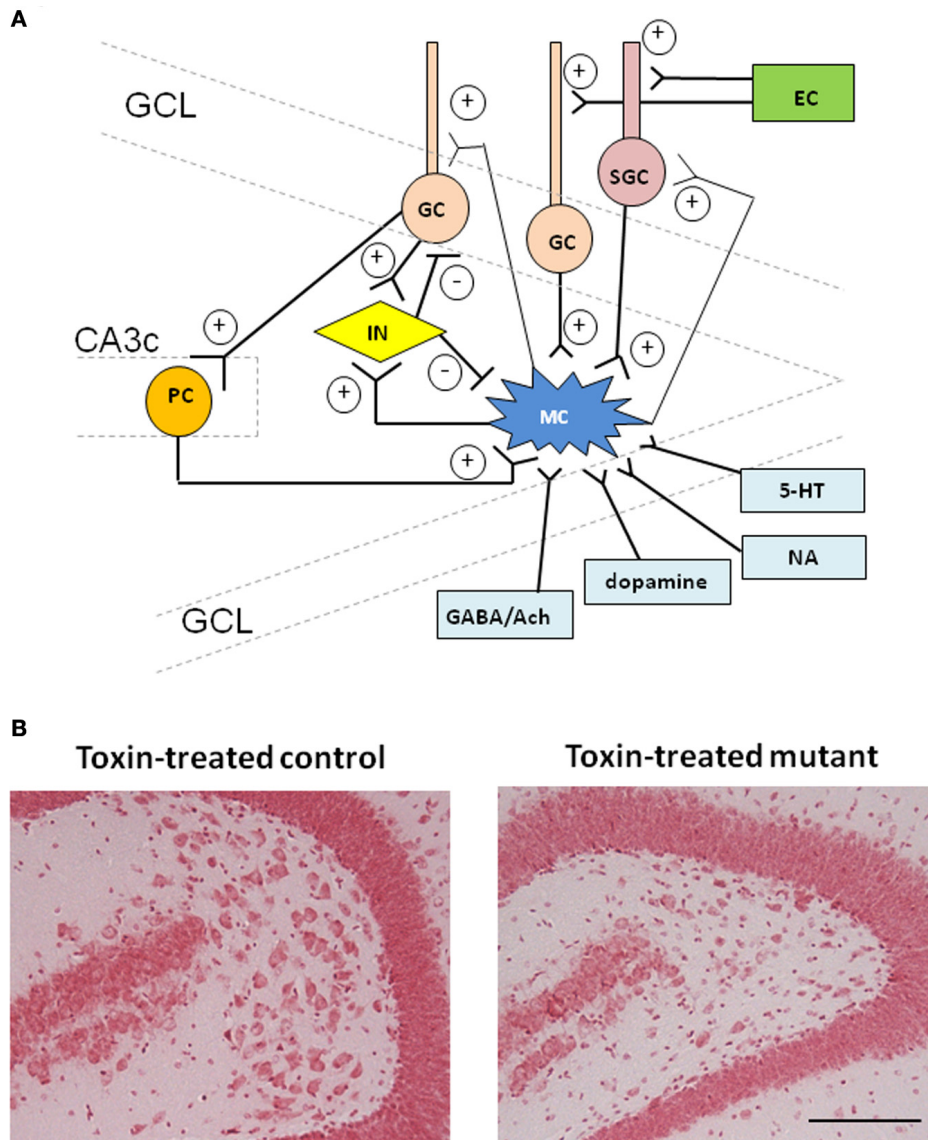 A
GCL
+
+
+
EC
SGC
GC
+
GC
+
-
+
CA3c
IN
+
+
-
+
PC
MC
+
5-HT
NA
dopamine
GABA/Ach
GCL
B
Toxin-treated control
Toxin-treated mutant